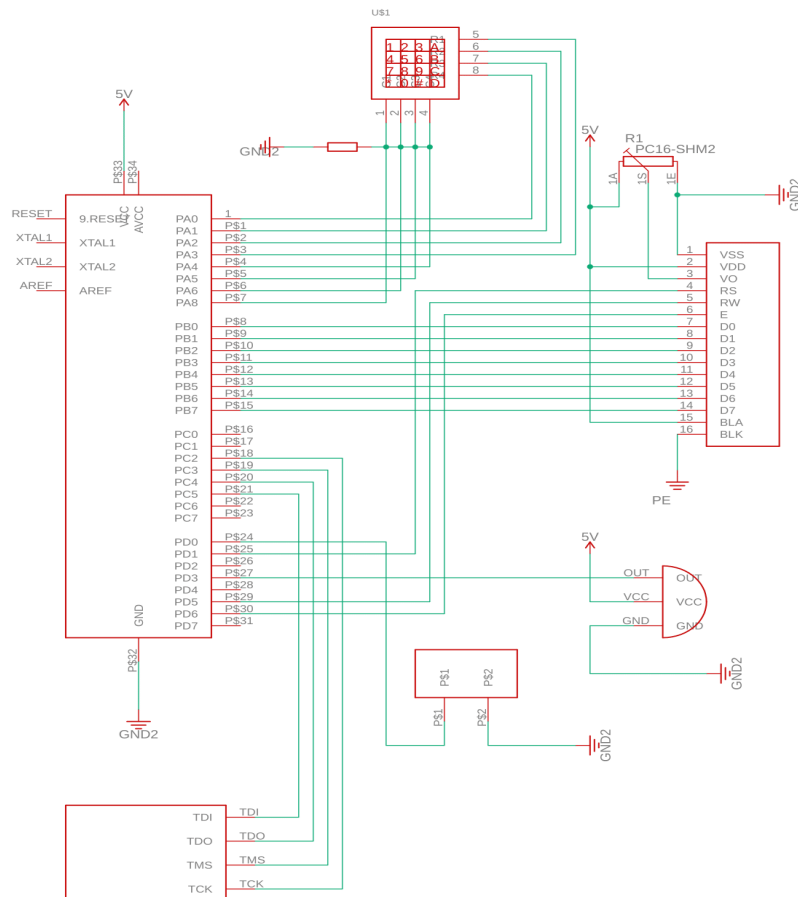 U$1
1 2 3 A
4 5 6 B
7 8 9 C
* 0 # D
5
6
7
8
1
2
3
4
GND2
5V
P$33
P$34
VCC
AVCC
RESET
XTAL1
XTAL2
AREF
9.RESET
XTAL1
XTAL2
AREF
PA0 1
PA1 P$1
PA2 P$2
PA3 P$3
PA4 P$4
PA5 P$5
PA6 P$6
PA8 P$7
PB0 P$8
PB1 P$9
PB2 P$10
PB3 P$11
PB4 P$12
PB5 P$13
PB6 P$14
PB7 P$15
PC0 P$16
PC1 P$17
PC2 P$18
PC3 P$19
PC4 P$20
PC5 P$21
PC6 P$22
PC7 P$23
PD0 P$24
PD1 P$25
PD2 P$26
PD3 P$27
PD4 P$28
PD5 P$29
PD6 P$30
PD7 P$31
GND
P$32
GND2
5V
R1
PC16-SHM2
1A
1S
1E
GND2
1 VSS
2 VDD
3 VO
4 RS
5 RW
6 E
7 D0
8 D1
9 D2
10 D3
11 D4
12 D5
13 D6
14 D7
15 BLA
16 BLK
PE
5V
OUT OUT
VCC VCC
GND GND
GND2
P$1
P$2
P$1
P$2
GND2
TDI TDI
TDO TDO
TMS TMS
TCK TCK